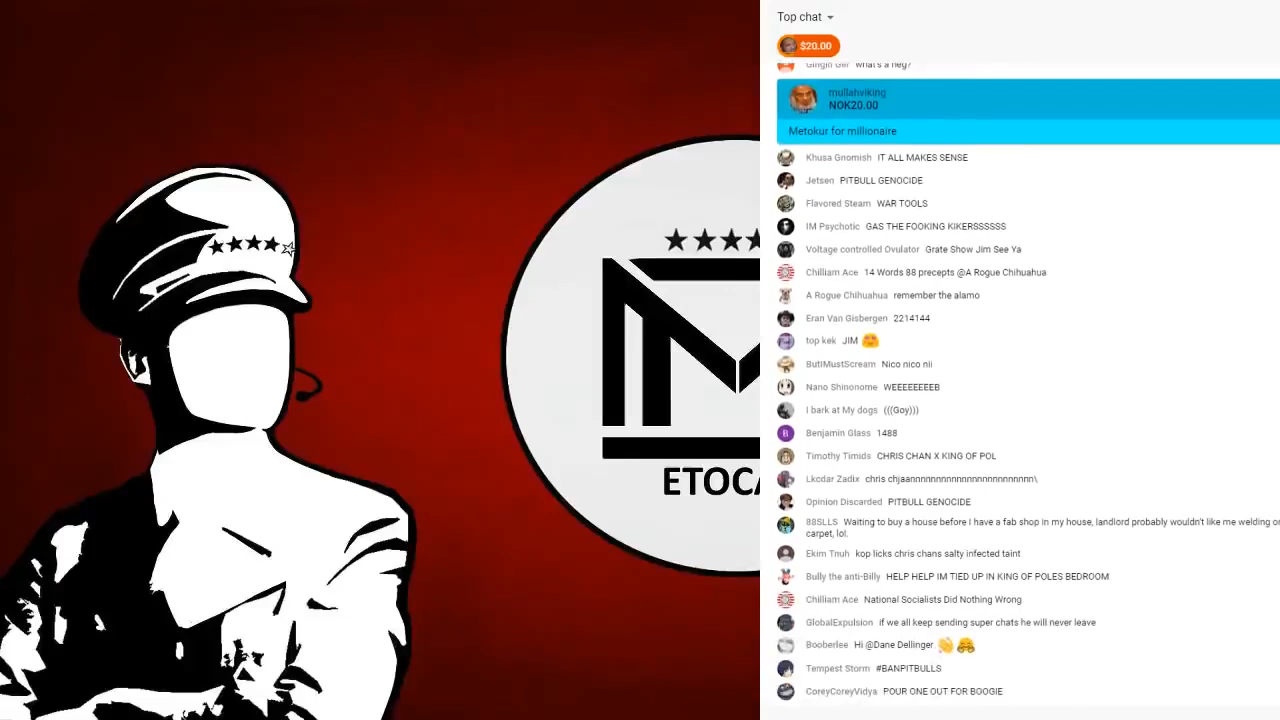 Top chat
$20.00
Gingin Ger what's a neg?
mullahviking
NOK20.00
Metokur for millionaire
Khusa Gnomish IT ALL MAKES SENSE
Jetsen PITBULL GENOCIDE
Flavored Steam WAR TOOLS
IM Psychotic GAS THE FOOKING KIKERSSSSSS
Voltage controlled Ovulator Grate Show Jim See Ya
Chilliam Ace 14 Words 88 precepts @A Rogue Chihuahua
A Rogue Chihuahua remember the alamo
Eran Van Gisbergen 2214144
top kek JIM
ButIMustScream Nico nico nii
Nano Shinonome WEEEEEEEEB
I bark at My dogs (((Goy)))
Benjamin Glass 1488
Timothy Timids CHRIS CHAN X KING OF POL
Lkcdar Zadix chris chjaannnnnnnnnnnnnnnnnnnnnnnn\
Opinion Discarded PITBULL GENOCIDE
88SLLS Waiting to buy a house before I have a fab shop in my house, landlord probably wouldn't like me welding on
carpet, lol.
Ekim Tnuh kop licks chris chans salty infected taint
Bully the anti-Billy HELP HELP IM TIED UP IN KING OF POLES BEDROOM
Chilliam Ace National Socialists Did Nothing Wrong
GlobalExpulsion if we all keep sending super chats he will never leave
Booberlee Hi @Dane Dellinger
Tempest Storm #BANPITBULLS
CoreyCoreyVidya POUR ONE OUT FOR BOOGIE
M
ETOCA